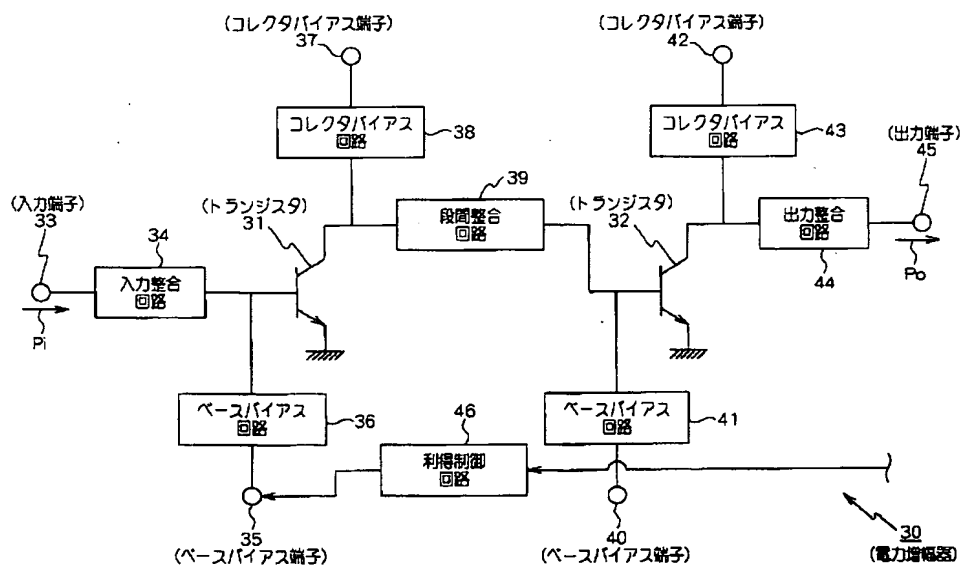 (コレクタバイアス端子)
37
(コレクタバイアス端子)
42
コレクタバイアス
回路
38
コレクタバイアス
回路
43
(出力端子)
45
(入力端子)
33
34
入力整合
回路
Pi
(トランジスタ)
31
39
段間整合
回路
(トランジスタ)
32
出力整合
回路
44
Po
ベースバイアス
回路
36
46
利得制御
回路
ベースバイアス
回路
41
35
(ベースバイアス端子)
40
(ベースバイアス端子)
30
(電力増幅器)